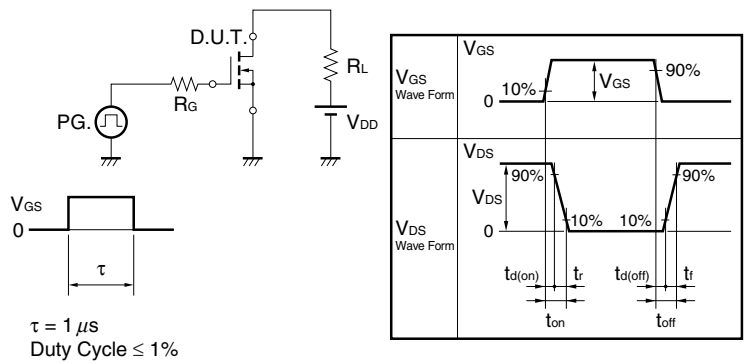 D.U.T.
RL
RG
PG.
VDD
VGS
0
τ
τ = 1 μs
Duty Cycle ≤ 1%
VGS
Wave Form
VGS
10%
0
VGS
90%
VDS
Wave Form
VDS
90%
VDS
0
10%
10%
90%
td(on)
tr
td(off)
tf
ton
toff